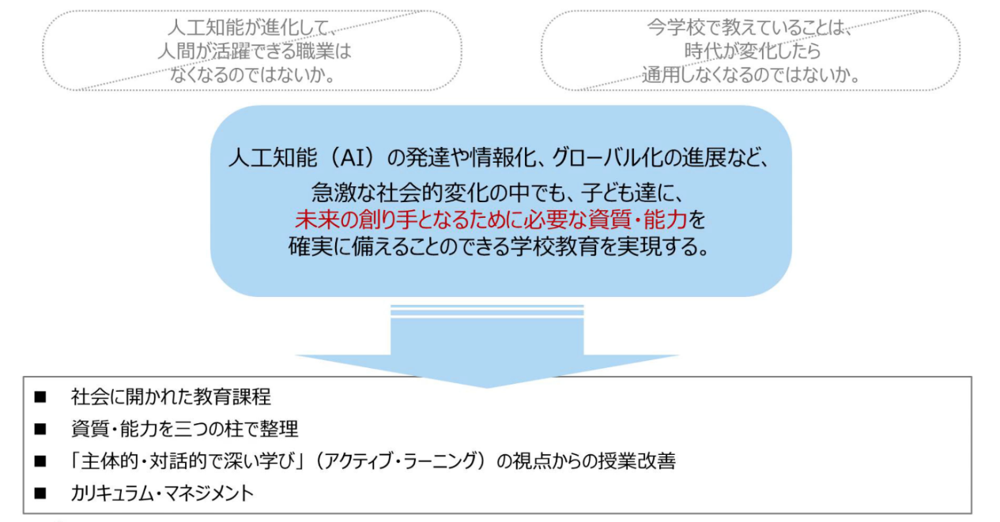 人工知能が進化して、
人間が活躍できる職業は
なくなるのではないか。
今学校で教えていることは、
時代が変化したら
通用しなくなるのではないか。
人工知能（AI）の発達や情報化、グローバル化の進展など、
急激な社会的変化の中でも、子ども達に、
未来の創り手となるために必要な資質・能力を
確実に備えることのできる学校教育を実現する。
■ 社会に開かれた教育課程
■ 資質・能力を三つの柱で整理
■ 「主体的・対話的で深い学び」（アクティブ・ラーニング）の視点からの授業改善
■ カリキュラム・マネジメント